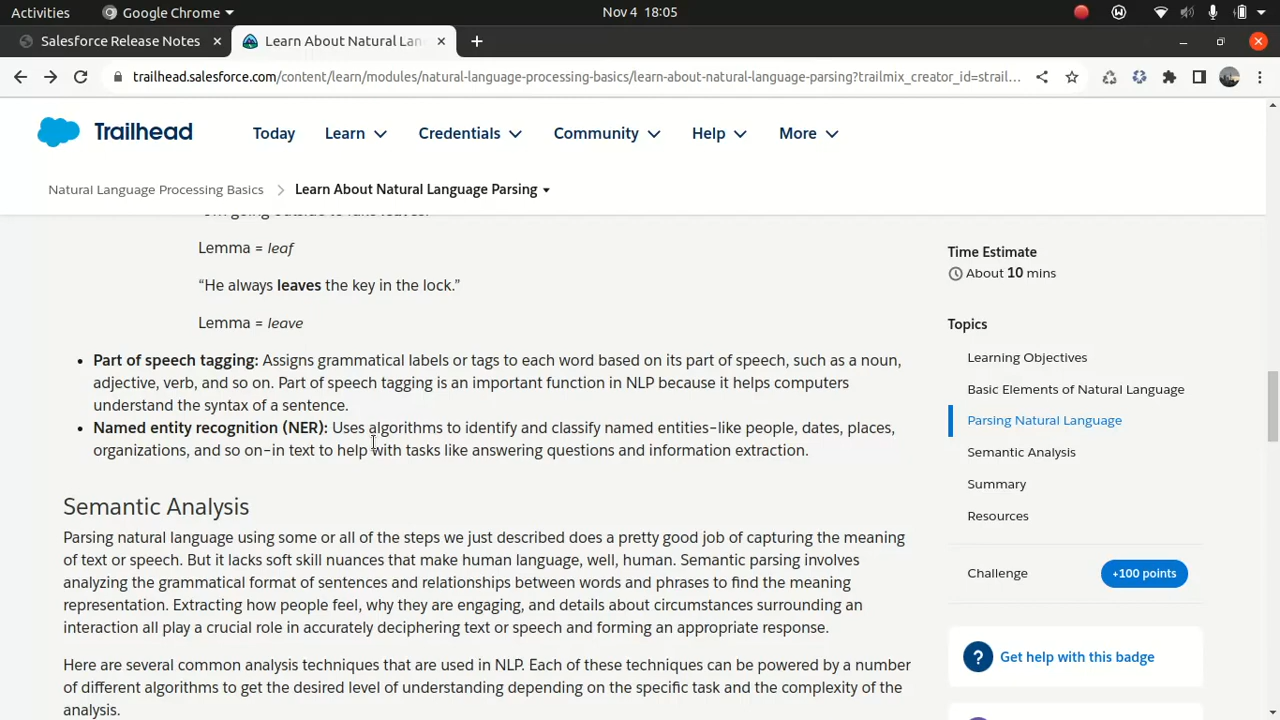 Activities
Google Chrome
Nov 4 18:05
Salesforce Release Notes
Learn About Natural Lan
trailhead.salesforce.com/content/learn/modules/natural-language-processing-basics/learn-about-natural-language-parsing?trailmix_creator_id=strail...
Trailhead
Today
Learn
Credentials
Community
Help
More
Natural Language Processing Basics
Learn About Natural Language Parsing
Lemma = leaf
“He always leaves the key in the lock.”
Lemma = leave
• Part of speech tagging: Assigns grammatical labels or tags to each word based on its part of speech, such as a noun,
adjective, verb, and so on. Part of speech tagging is an important function in NLP because it helps computers
understand the syntax of a sentence.
• Named entity recognition (NER): Uses algorithms to identify and classify named entities–like people, dates, places,
organizations, and so on–in text to help with tasks like answering questions and information extraction.
Semantic Analysis
Parsing natural language using some or all of the steps we just described does a pretty good job of capturing the meaning
of text or speech. But it lacks soft skill nuances that make human language, well, human. Semantic parsing involves
analyzing the grammatical format of sentences and relationships between words and phrases to find the meaning
representation. Extracting how people feel, why they are engaging, and details about circumstances surrounding an
interaction all play a crucial role in accurately deciphering text or speech and forming an appropriate response.
Here are several common analysis techniques that are used in NLP. Each of these techniques can be powered by a number
of different algorithms to get the desired level of understanding depending on the specific task and the complexity of the
analysis.
Time Estimate
About 10 mins
Topics
Learning Objectives
Basic Elements of Natural Language
Parsing Natural Language
Semantic Analysis
Summary
Resources
Challenge
+100 points
? Get help with this badge